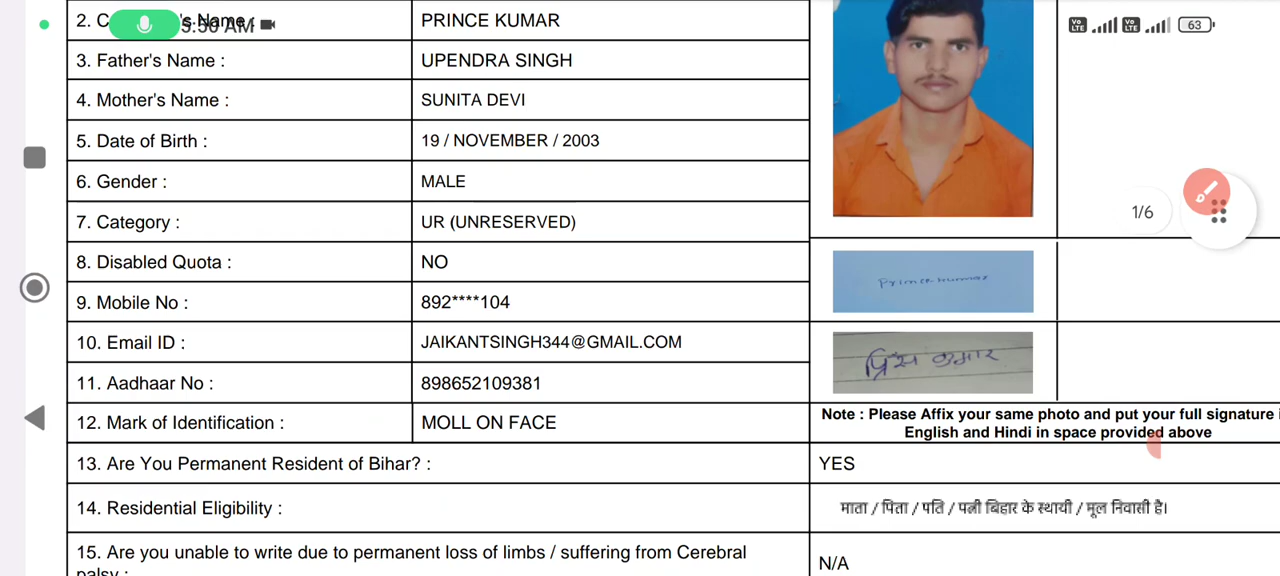 2. C's Name : PRINCE KUMAR
5:50 AM
63
3. Father's Name : UPENDRA SINGH
4. Mother's Name : SUNITA DEVI
5. Date of Birth : 19 / NOVEMBER / 2003
6. Gender : MALE
1/6
7. Category : UR (UNRESERVED)
8. Disabled Quota : NO
Prince kumar
9. Mobile No : 892****104
10. Email ID : JAIKANTSINGH344@GMAIL.COM
प्रिंस कुमार
11. Aadhaar No : 898652109381
12. Mark of Identification : MOLL ON FACE
Note : Please Affix your same photo and put your full signature i
English and Hindi in space provided above
13. Are You Permanent Resident of Bihar? : YES
14. Residential Eligibility : माता / पिता / पति / पत्नी बिहार के स्थायी / मूल निवासी है।
15. Are you unable to write due to permanent loss of limbs / suffering from Cerebral
palsy : N/A